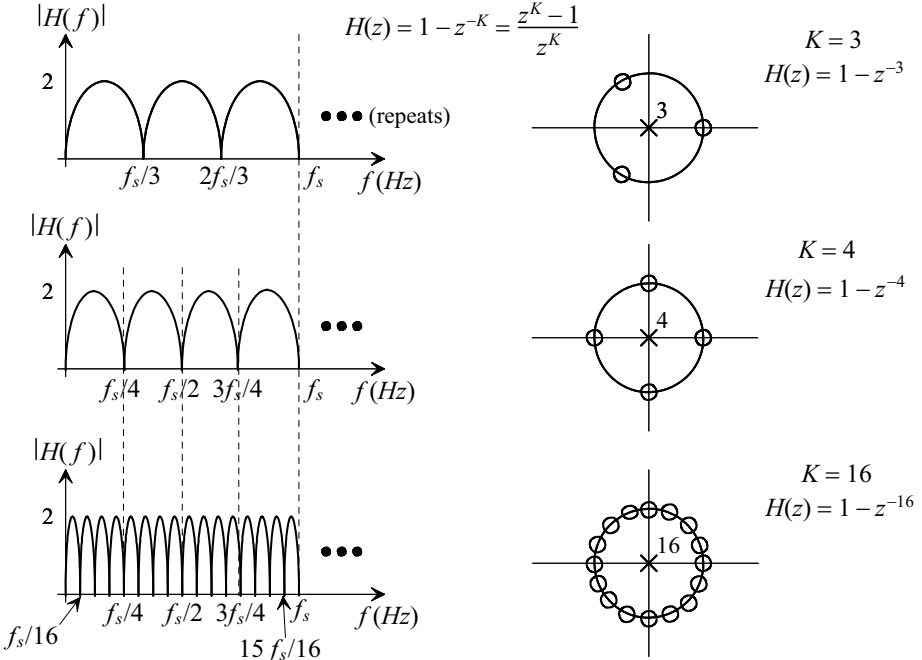 |H(f)|
H(z) = 1 − z^{−K} = \frac{z^K − 1}{z^K}
2
••• (repeats)
f_s/3 2f_s/3 f_s f(Hz)
K = 3
H(z) = 1 − z^{−3}
3
|H(f)|
2
•••
f_s/4 f_s/2 3f_s/4 f_s f(Hz)
K = 4
H(z) = 1 − z^{−4}
4
|H(f)|
2
•••
f_s/4 f_s/2 3f_s/4 f_s f(Hz)
f_s/16 15 f_s/16
K = 16
H(z) = 1 − z^{−16}
16